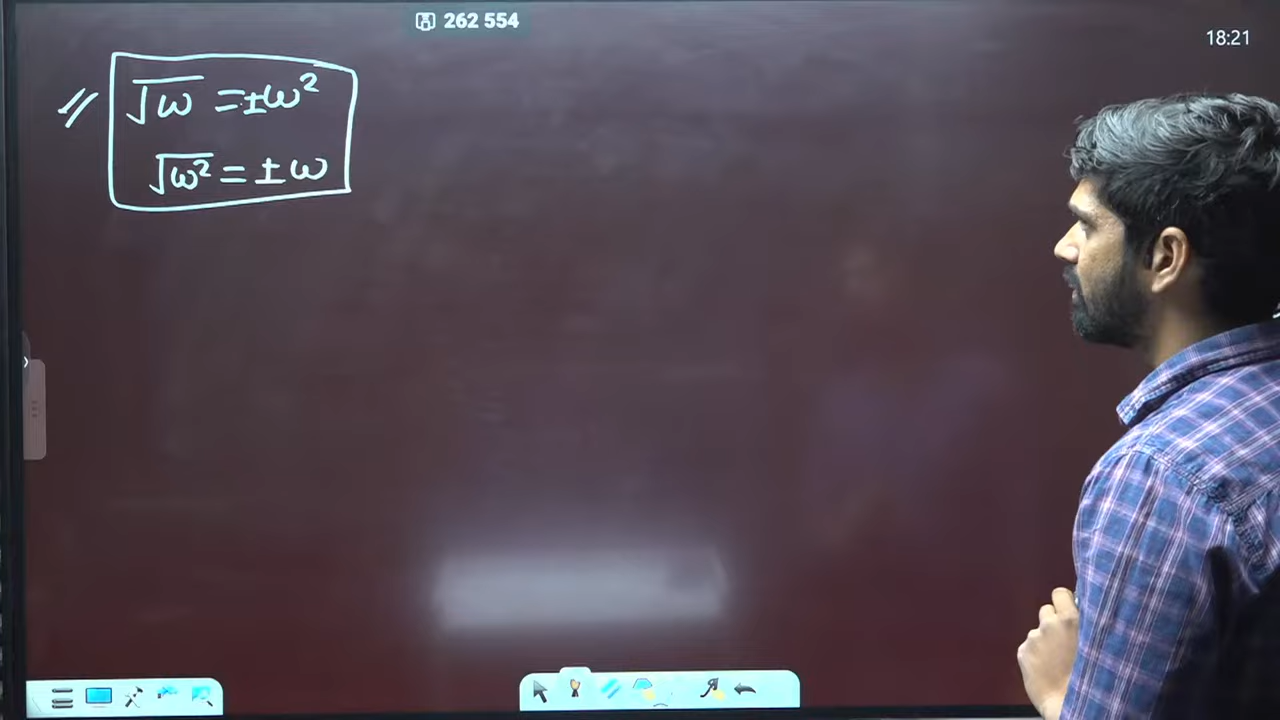 262 554
18:21
√ω = ±ω²
√ω² = ± ω